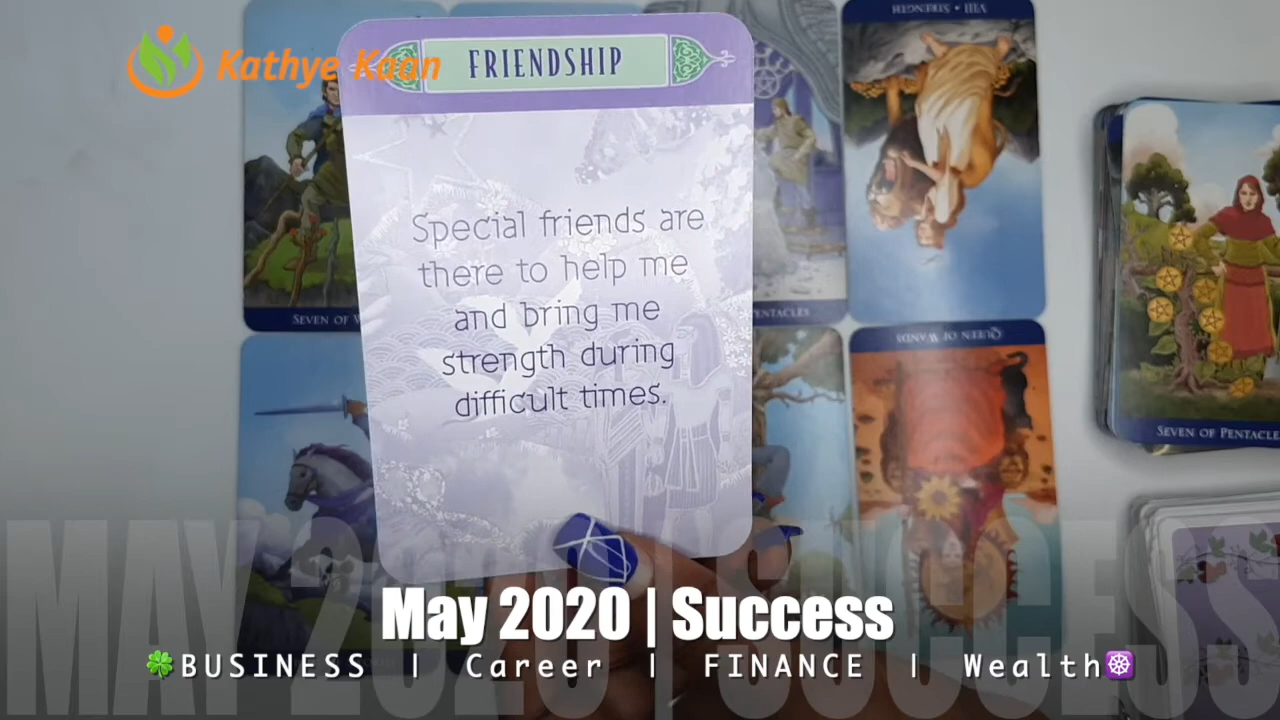 VIII • STRENGTH
Kathye Kaan
FRIENDSHIP
Special friends are
there to help me
and bring me
strength during
difficult times.
SEVEN OF
PENTACLES
QUEEN OF WANDS
SEVEN OF PENTACLES
MAY 2020 | SUCCESS
May 2020 | Success
🍀BUSINESS | Career | FINANCE | Wealth☸️